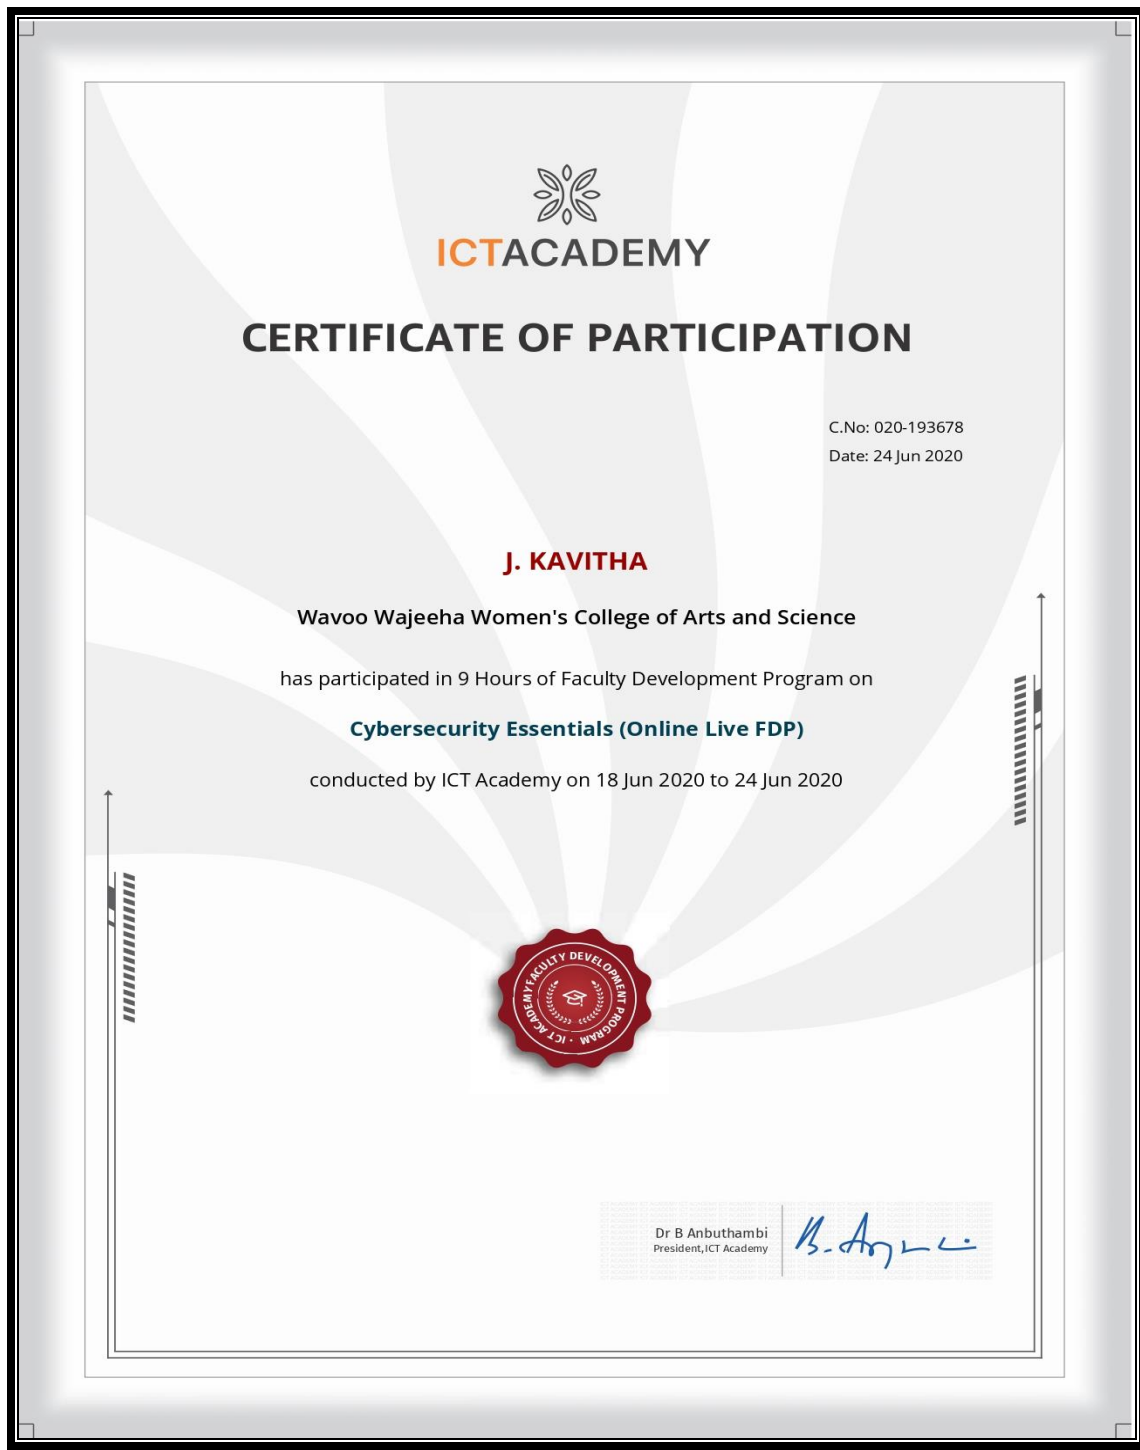 ICTACADEMY
CERTIFICATE OF PARTICIPATION
C.No: 020-193678
Date: 24 Jun 2020
J. KAVITHA
Wavoo Wajeeha Women's College of Arts and Science
has participated in 9 Hours of Faculty Development Program on
Cybersecurity Essentials (Online Live FDP)
conducted by ICT Academy on 18 Jun 2020 to 24 Jun 2020
FACULTY DEVELOPMENT PROGRAM · ICT ACADEMY
Dr B Anbuthambi
President,ICT Academy